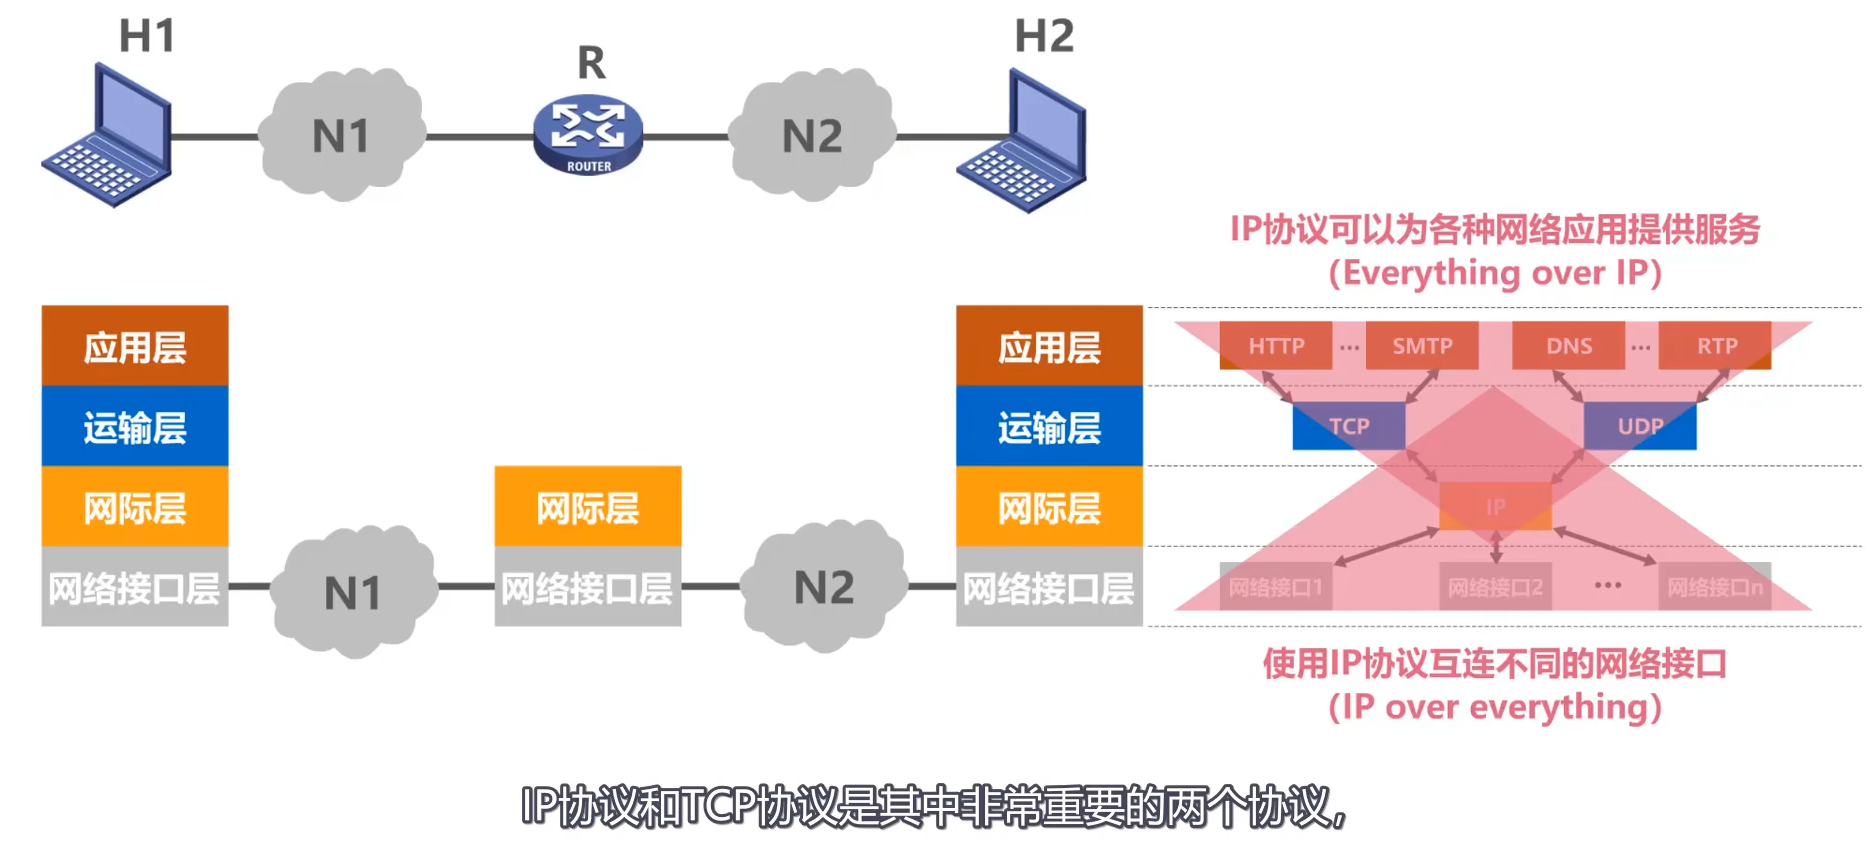 H1
R
H2
N1
ROUTER
N2
IP协议可以为各种网络应用提供服务
（Everything over IP）
应用层
运输层
网际层
网络接口层
N1
网际层
网络接口层
N2
应用层
运输层
网际层
网络接口层
HTTP ... SMTP DNS ... RTP
TCP UDP
IP
网络接口1 网络接口2 ... 网络接口n
使用IP协议互连不同的网络接口
（IP over everything）
IP协议和TCP协议是其中非常重要的两个协议，